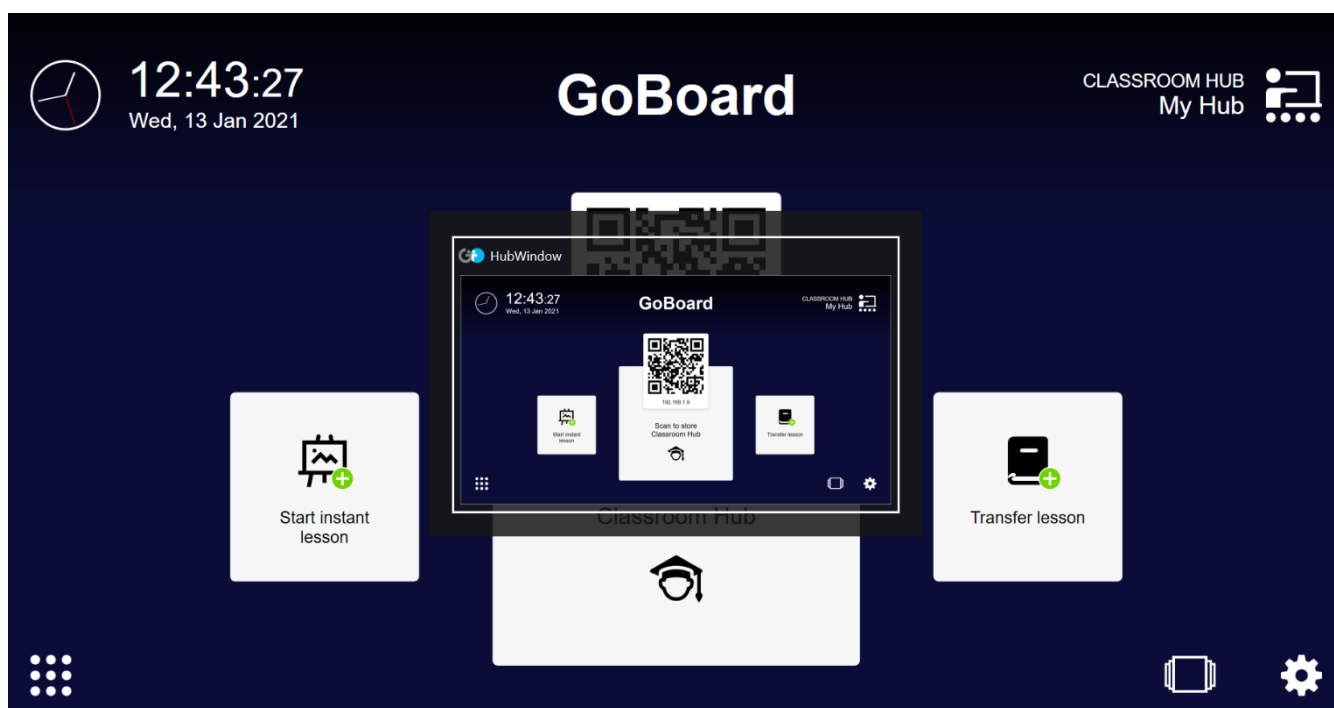 12:43:27
Wed, 13 Jan 2021
GoBoard
CLASSROOM HUB
My Hub
HubWindow
12:43:27
Wed, 13 Jan 2021
GoBoard
CLASSROOM HUB
My Hub
192.168.1.9
Scan to store
Classroom Hub
Start instant
lesson
Transfer lesson
Classroom Hub
Start instant
lesson
Transfer lesson